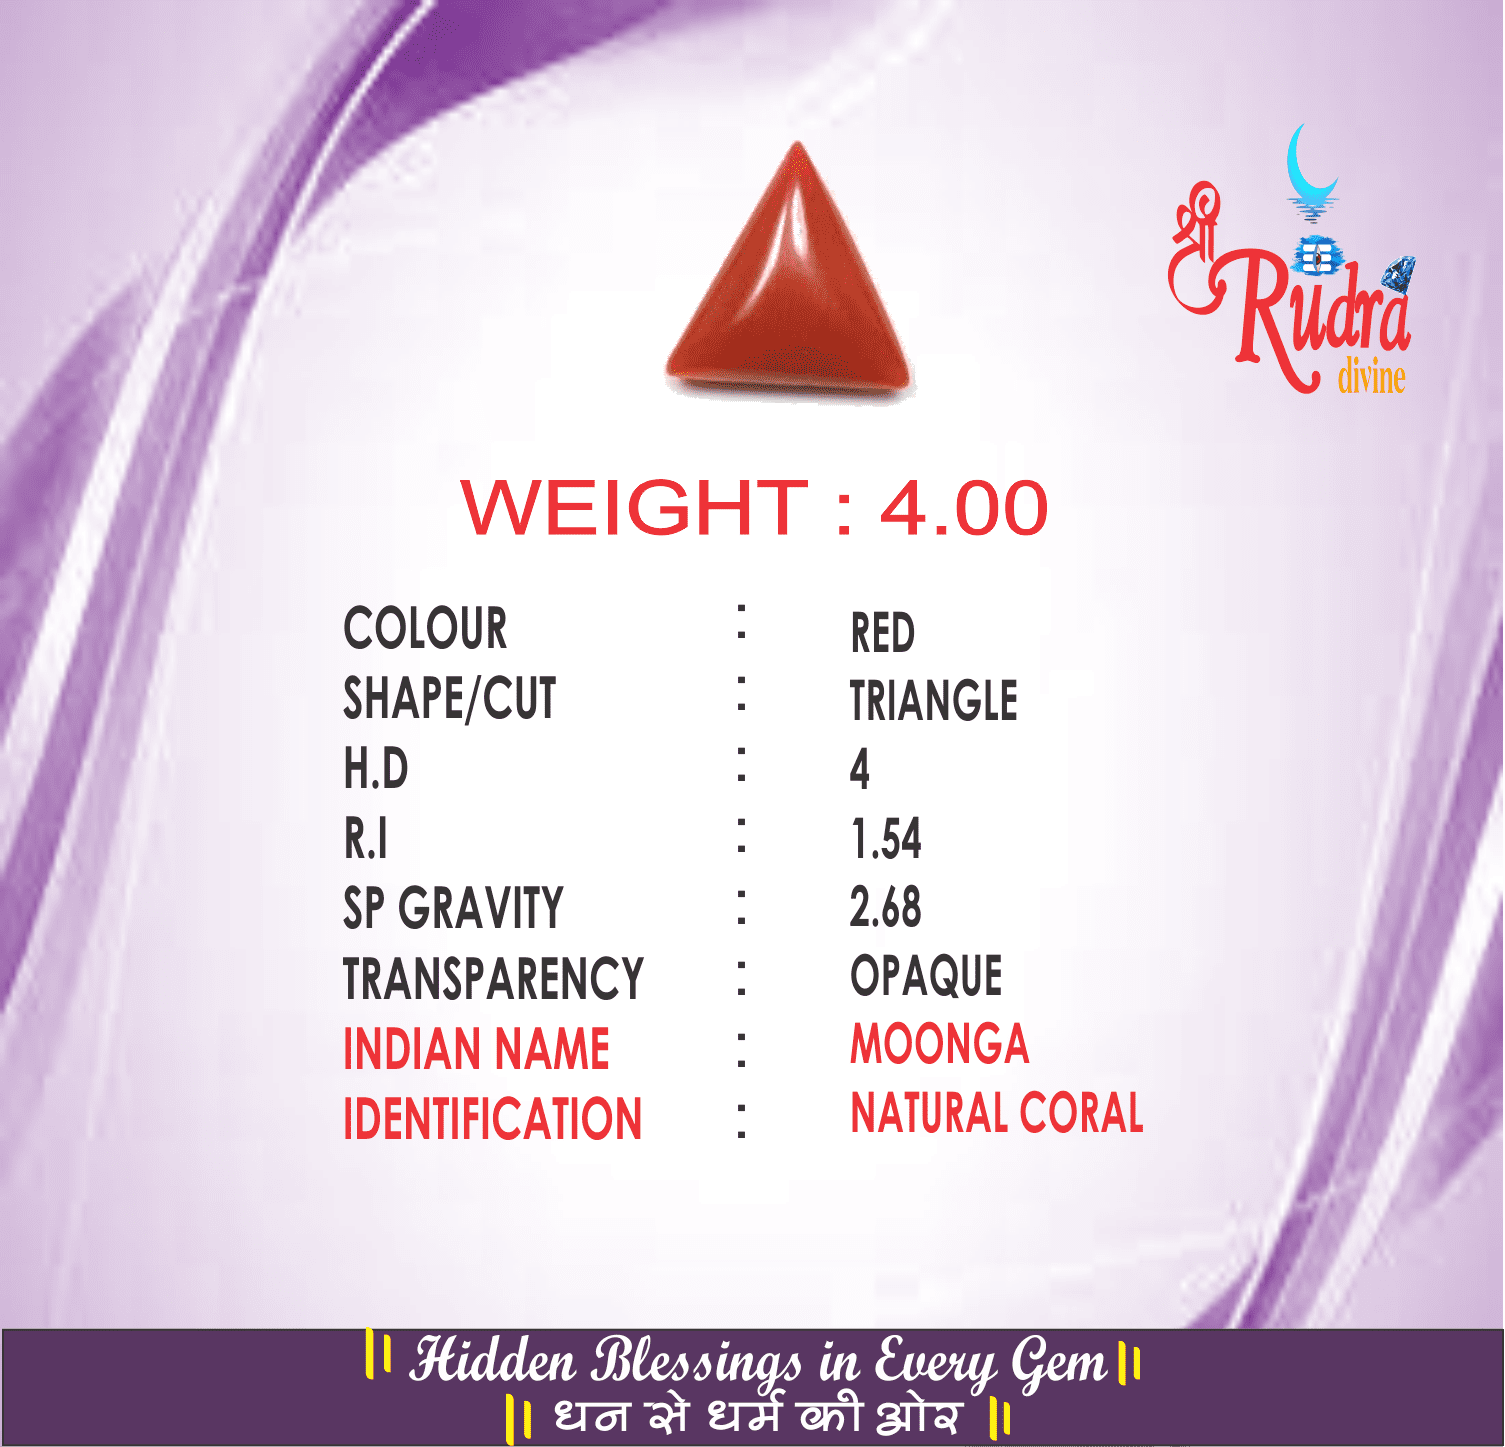 श्री
Rudra
divine
WEIGHT : 4.00
COLOUR : RED
SHAPE/CUT : TRIANGLE
H.D : 4
R.I : 1.54
SP GRAVITY : 2.68
TRANSPARENCY : OPAQUE
INDIAN NAME : MOONGA
IDENTIFICATION : NATURAL CORAL
|| Hidden Blessings in Every Gem ||
|| धन से धर्म की ओर ||